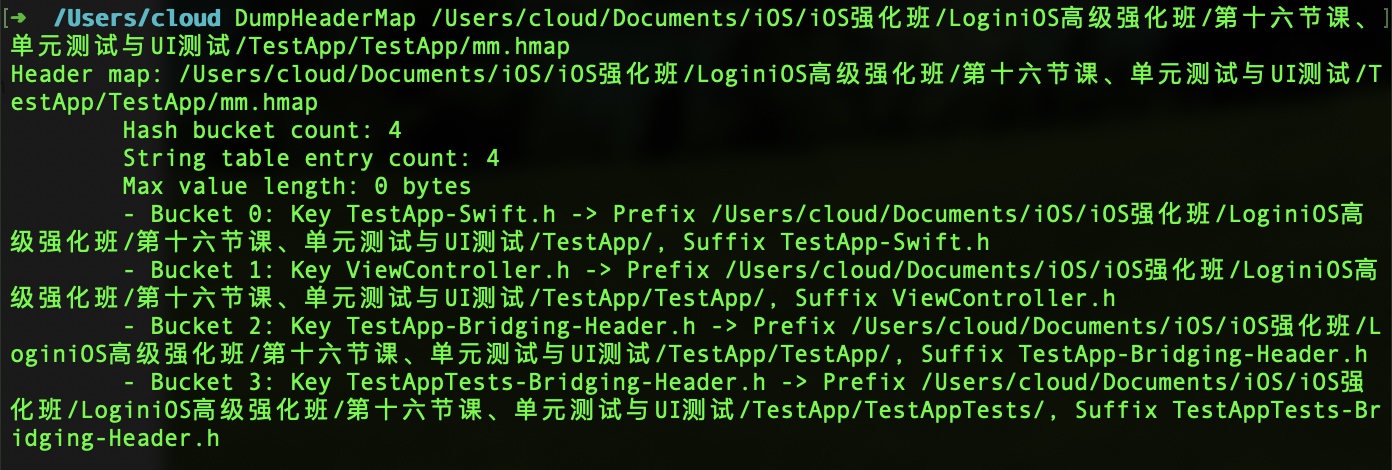 [➜  /Users/cloud DumpHeaderMap /Users/cloud/Documents/iOS/iOS强化班/LoginiOS高级强化班/第十六节课、]
单元测试与UI测试/TestApp/TestApp/mm.hmap
Header map: /Users/cloud/Documents/iOS/iOS强化班/LoginiOS高级强化班/第十六节课、单元测试与UI测试/T
estApp/TestApp/mm.hmap
        Hash bucket count: 4
        String table entry count: 4
        Max value length: 0 bytes
        - Bucket 0: Key TestApp-Swift.h -> Prefix /Users/cloud/Documents/iOS/iOS强化班/LoginiOS高
级强化班/第十六节课、单元测试与UI测试/TestApp/, Suffix TestApp-Swift.h
        - Bucket 1: Key ViewController.h -> Prefix /Users/cloud/Documents/iOS/iOS强化班/LoginiOS高
级强化班/第十六节课、单元测试与UI测试/TestApp/TestApp/, Suffix ViewController.h
        - Bucket 2: Key TestApp-Bridging-Header.h -> Prefix /Users/cloud/Documents/iOS/iOS强化班/L
oginiOS高级强化班/第十六节课、单元测试与UI测试/TestApp/TestApp/, Suffix TestApp-Bridging-Header.h
        - Bucket 3: Key TestAppTests-Bridging-Header.h -> Prefix /Users/cloud/Documents/iOS/iOS强
化班/LoginiOS高级强化班/第十六节课、单元测试与UI测试/TestApp/TestAppTests/, Suffix TestAppTests-Br
idging-Header.h